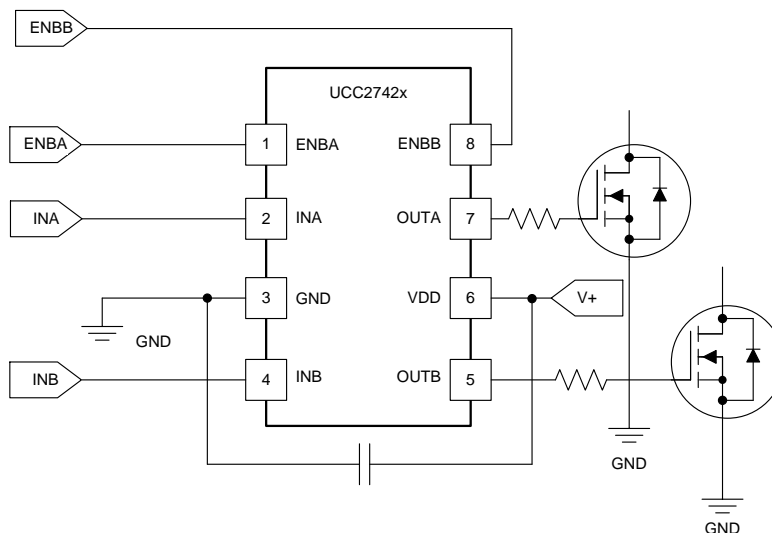 ENBB
UCC2742x
ENBA
1
ENBA
ENBB
8
INA
2
INA
OUTA
7
3
GND
VDD
6
V+
GND
INB
4
INB
OUTB
5
GND
GND